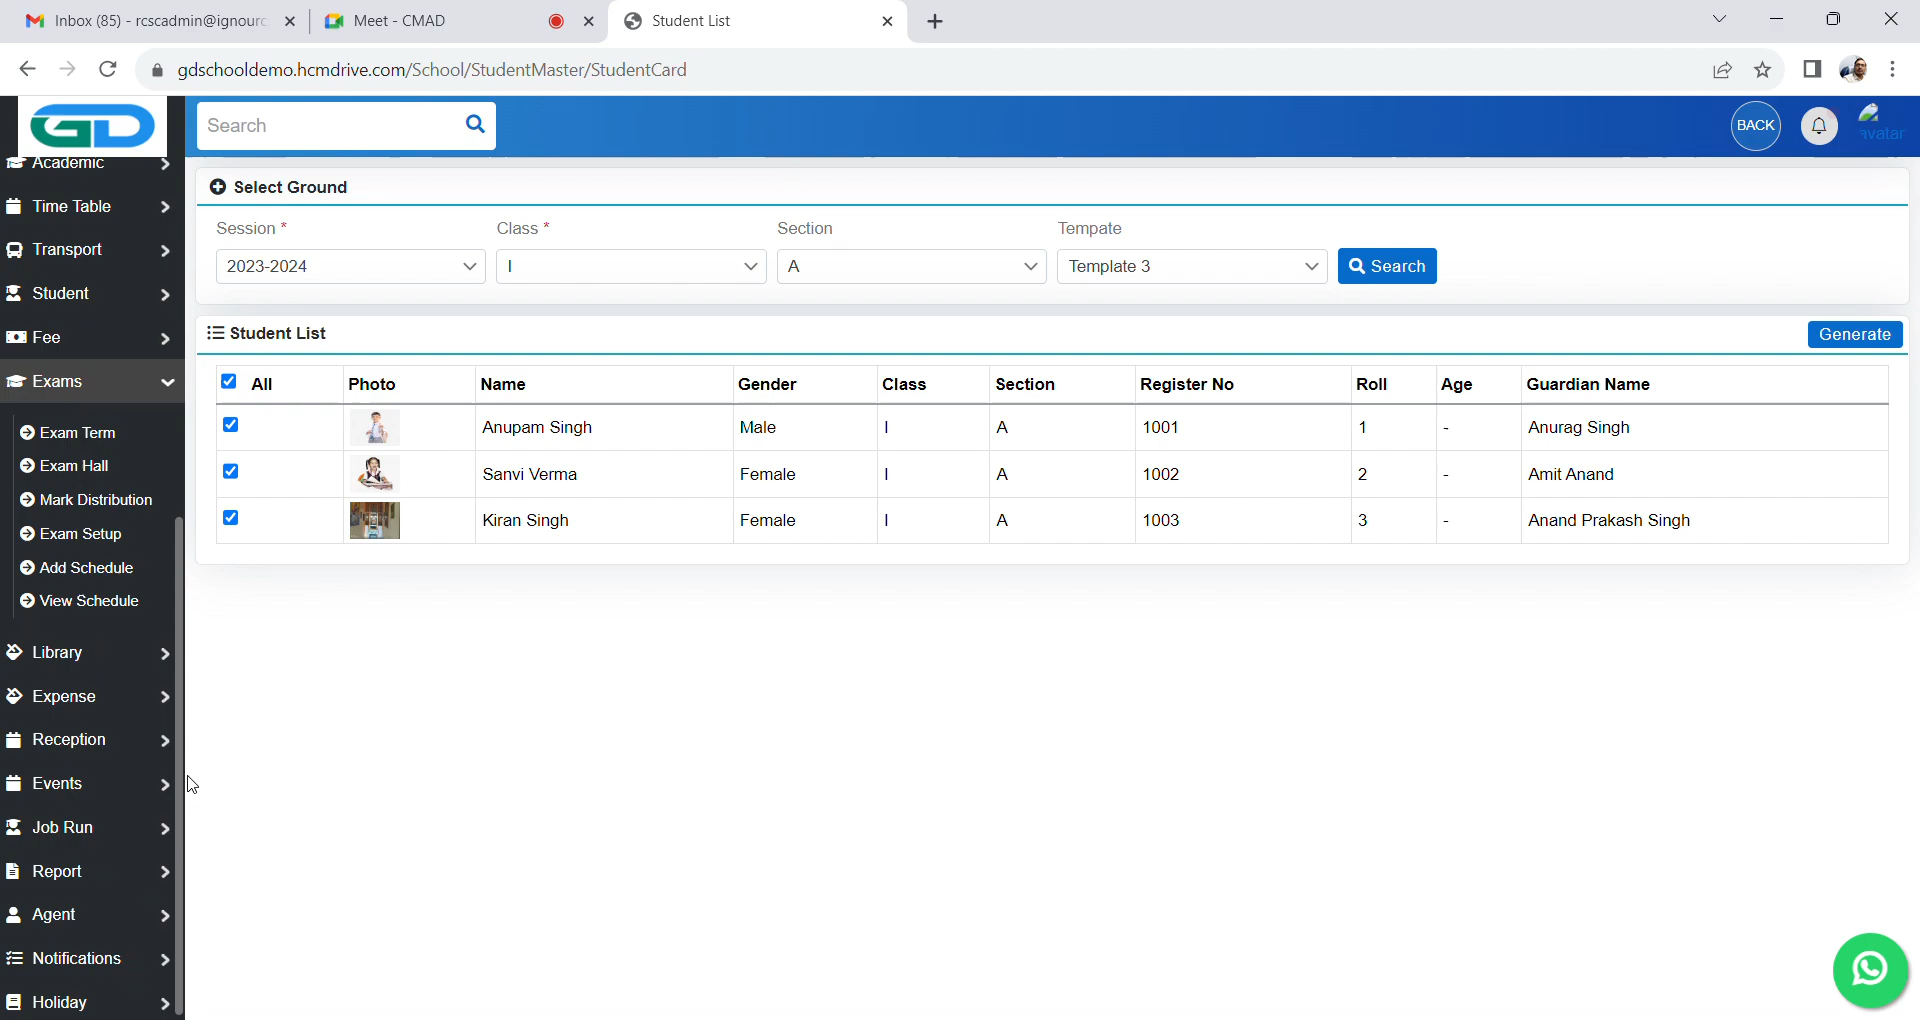 Inbox (85) - rcscadmin@ignourc
Meet - CMAD
Student List
gdschooldemo.hcmdrive.com/School/StudentMaster/StudentCard
GD
Search
BACK
avatar
Academic
Time Table
Transport
Student
Fee
Exams
Exam Term
Exam Hall
Mark Distribution
Exam Setup
Add Schedule
View Schedule
Library
Expense
Reception
Events
Job Run
Report
Agent
Notifications
Holiday
Select Ground
Session * Class * Section Tempate
2023-2024 I A Template 3 Search
Student List Generate
All Photo Name Gender Class Section Register No Roll Age Guardian Name
Anupam Singh Male I A 1001 1 - Anurag Singh
Sanvi Verma Female I A 1002 2 - Amit Anand
Kiran Singh Female I A 1003 3 - Anand Prakash Singh